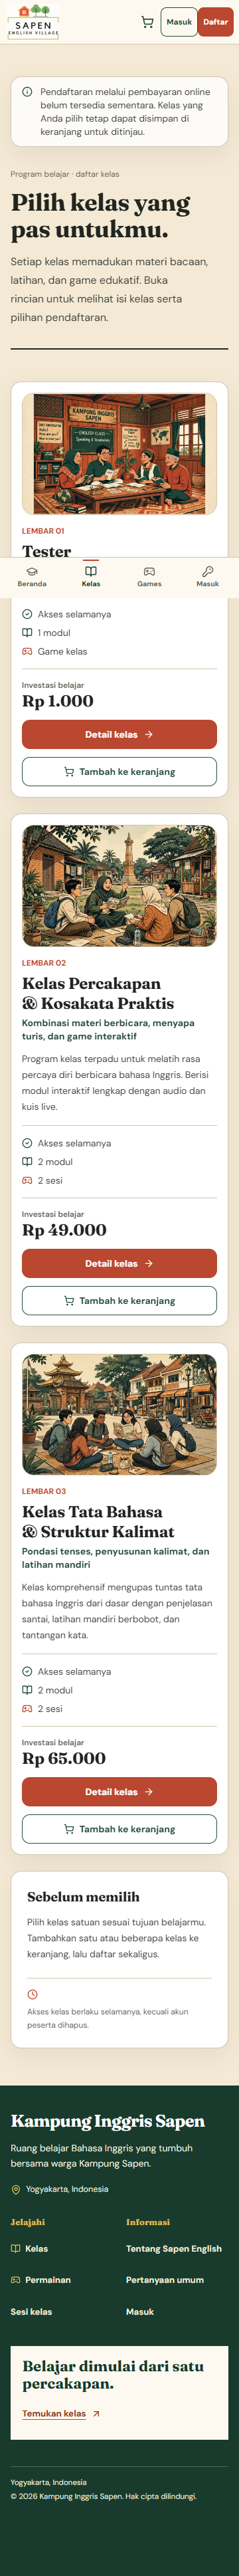 SAPEN
ENGLISH VILLAGE
Masuk
Daftar
Pendaftaran melalui pembayaran online
belum tersedia sementara. Kelas yang
Anda pilih tetap dapat disimpan di
keranjang untuk ditinjau.
Program belajar · daftar kelas
Pilih kelas yang
pas untukmu.
Setiap kelas memadukan materi bacaan,
latihan, dan game edukatif. Buka
rincian untuk melihat isi kelas serta
pilihan pendaftaran.
KAMPUNG INGGRIS
SAPEN
ENGLISH CLASS
Speaking & Vocabulary
LEMBAR 01
Tester
Beranda
Kelas
Games
Masuk
Akses selamanya
1 modul
Game kelas
Investasi belajar
Rp 1.000
Detail kelas
Tambah ke keranjang
LEMBAR 02
Kelas Percakapan
& Kosakata Praktis
Kombinasi materi berbicara, menyapa
turis, dan game interaktif
Program kelas terpadu untuk melatih rasa
percaya diri berbicara bahasa Inggris. Berisi
modul interaktif lengkap dengan audio dan
kuis live.
Akses selamanya
2 modul
2 sesi
Investasi belajar
Rp 49.000
Detail kelas
Tambah ke keranjang
LEMBAR 03
Kelas Tata Bahasa
& Struktur Kalimat
Pondasi tenses, penyusunan kalimat, dan
latihan mandiri
Kelas komprehensif mengupas tuntas tata
bahasa Inggris dari dasar dengan penjelasan
santai, latihan mandiri berbobot, dan
tantangan kata.
Akses selamanya
2 modul
2 sesi
Investasi belajar
Rp 65.000
Detail kelas
Tambah ke keranjang
Sebelum memilih
Pilih kelas satuan sesuai tujuan belajarmu.
Tambahkan satu atau beberapa kelas ke
keranjang, lalu daftar sekaligus.
Akses kelas berlaku selamanya, kecuali akun
peserta dihapus.
Kampung Inggris Sapen
Ruang belajar Bahasa Inggris yang tumbuh
bersama warga Kampung Sapen.
Yogyakarta, Indonesia
Jelajahi
Informasi
Kelas
Tentang Sapen English
Permainan
Pertanyaan umum
Sesi kelas
Masuk
Belajar dimulai dari satu
percakapan.
Temukan kelas
Yogyakarta, Indonesia
© 2026 Kampung Inggris Sapen. Hak cipta dilindungi.